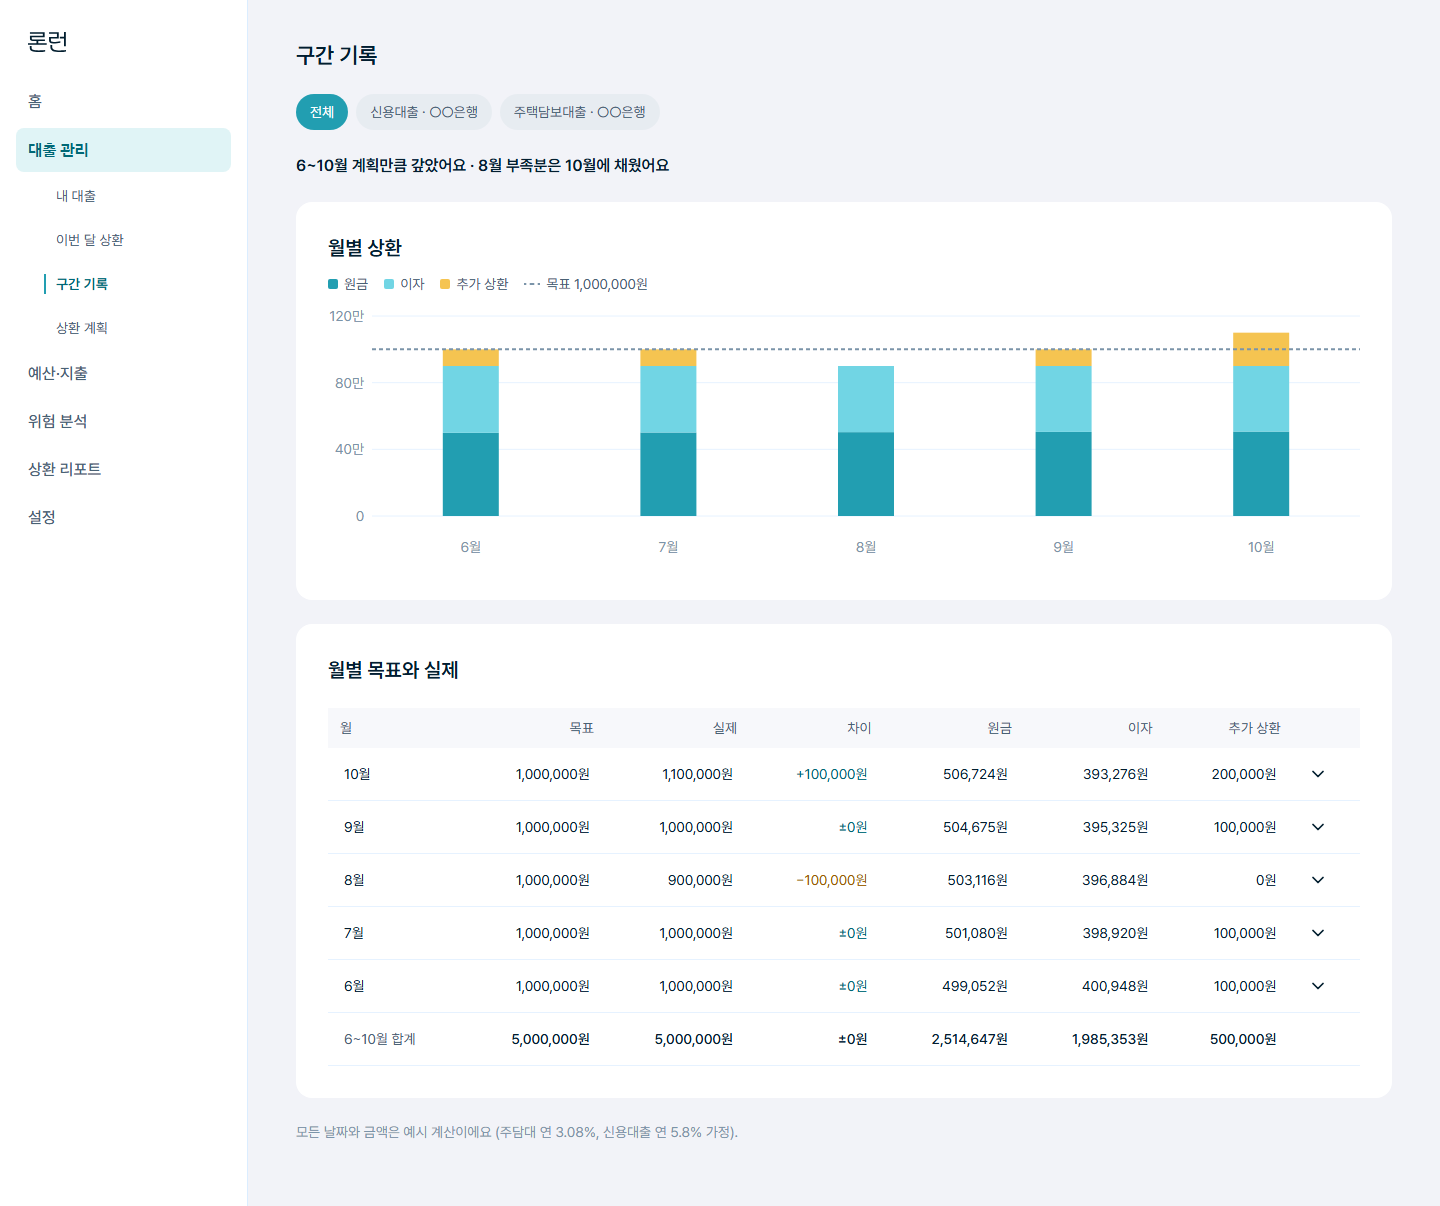 론런
홈
대출 관리
내 대출
이번 달 상환
구간 기록
상환 계획
예산·지출
위험 분석
상환 리포트
설정
구간 기록
전체 신용대출 · ○○은행 주택담보대출 · ○○은행
6~10월 계획만큼 갚았어요 · 8월 부족분은 10월에 채웠어요
월별 상환
원금 이자 추가 상환 목표 1,000,000원
120만
80만
40만
0
6월 7월 8월 9월 10월
월별 목표와 실제
월 목표 실제 차이 원금 이자 추가 상환
10월 1,000,000원 1,100,000원 +100,000원 506,724원 393,276원 200,000원
9월 1,000,000원 1,000,000원 ±0원 504,675원 395,325원 100,000원
8월 1,000,000원 900,000원 −100,000원 503,116원 396,884원 0원
7월 1,000,000원 1,000,000원 ±0원 501,080원 398,920원 100,000원
6월 1,000,000원 1,000,000원 ±0원 499,052원 400,948원 100,000원
6~10월 합계 5,000,000원 5,000,000원 ±0원 2,514,647원 1,985,353원 500,000원
모든 날짜와 금액은 예시 계산이에요 (주담대 연 3.08%, 신용대출 연 5.8% 가정).